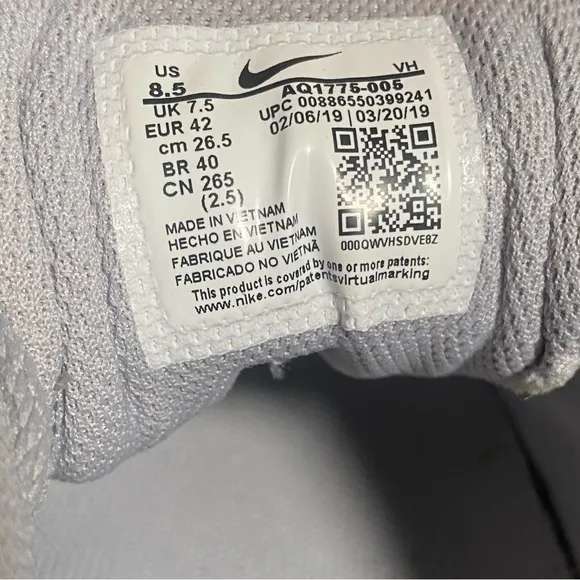 US
8.5
UK 7.5
EUR 42
cm 26.5
BR 40
CN 265
(2.5)
VH
AQ1775-005
UPC 00886550399241
02/06/19 | 03/20/19
000QWVHSDVE8Z
MADE IN VIETNAM
HECHO EN VIETNAM
FABRIQUE AU VIETNAM
FABRICADO NO VIETNÃ
This product is covered by one or more patents:
www.nike.com/patentsvirtualmarking